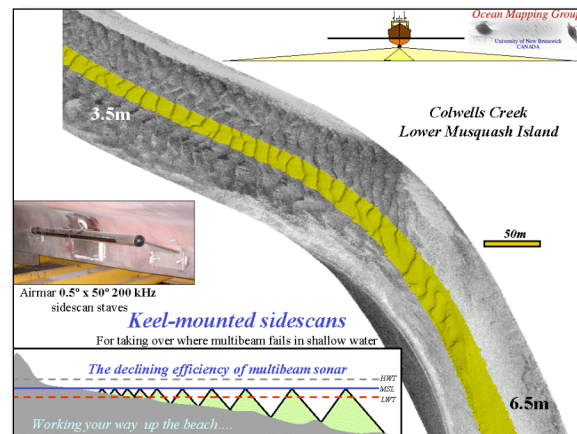 Ocean Mapping Group
University of New Brunswick
CANADA
Colwells Creek
Lower Musquash Island
3.5m
50m
Airmar 0.5° x 50° 200 kHz
sidescan staves
Keel-mounted sidescans
For taking over where multibeam fails in shallow water
The declining efficiency of multibeam sonar
HWT
MSL
LWT
6.5m
Working your way up the beach....